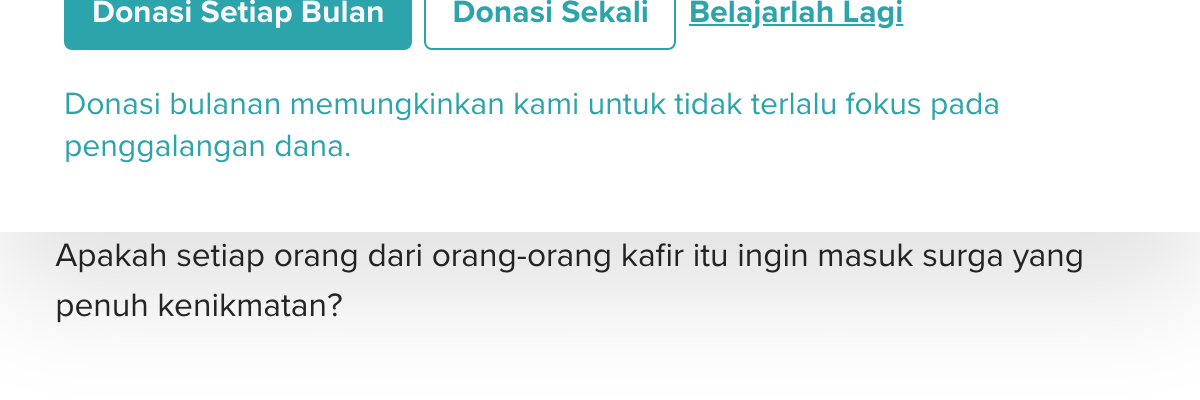 Donasi Setiap Bulan Donasi Sekali Belajarlah Lagi
Donasi bulanan memungkinkan kami untuk tidak terlalu fokus pada
penggalangan dana.
Apakah setiap orang dari orang-orang kafir itu ingin masuk surga yang
penuh kenikmatan?